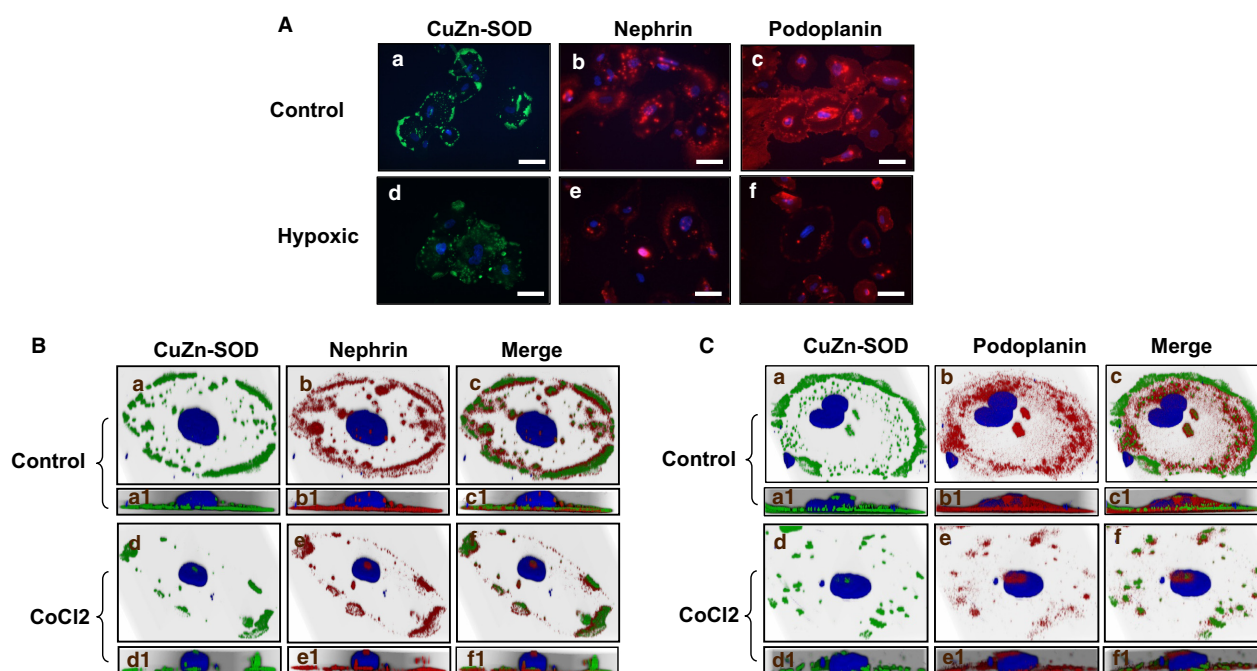 A
CuZn-SOD Nephrin Podoplanin
Control
a b c
Hypoxic
d e f
B
CuZn-SOD Nephrin Merge
Control
a b c
a1 b1 c1
CoCl2
d e f
d1 e1 f1
C
CuZn-SOD Podoplanin Merge
Control
a b c
a1 b1 c1
CoCl2
d e f
d1 e1 f1